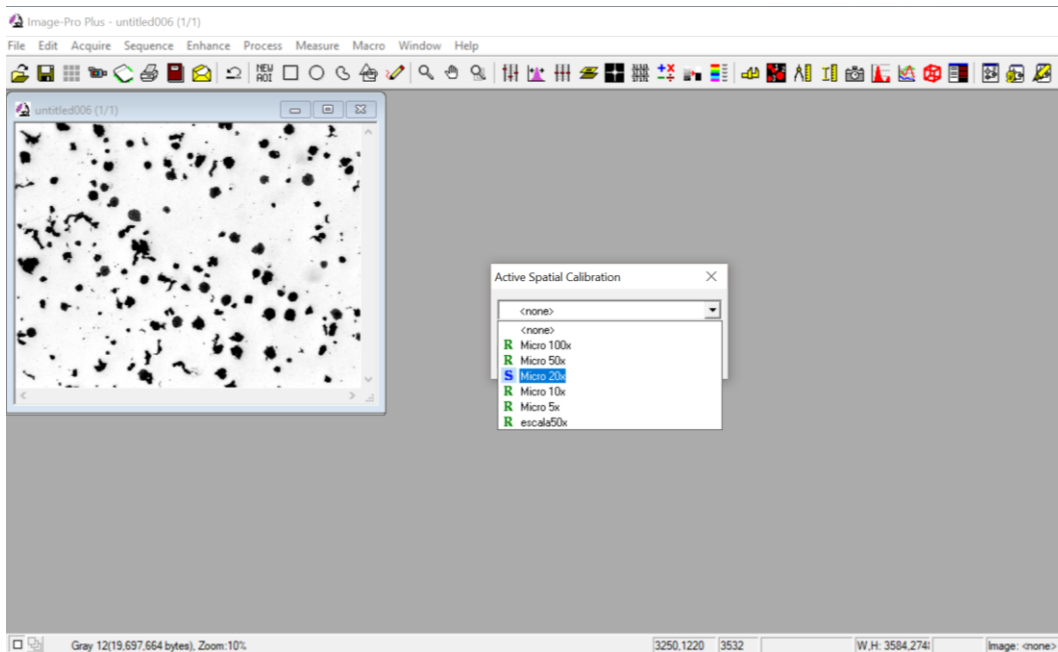 Image-Pro Plus - untitled006 (1/1)
File Edit Acquire Sequence Enhance Process Measure Macro Window Help
NEW
AOI
untitled006 (1/1)
Active Spatial Calibration
<none>
<none>
R Micro 100x
R Micro 50x
S Micro 20x
R Micro 10x
R Micro 5x
R escala50x
Gray 12(19,697,664 bytes), Zoom:10% 3250,1220 3532 W,H: 3584,274 Image: <none>